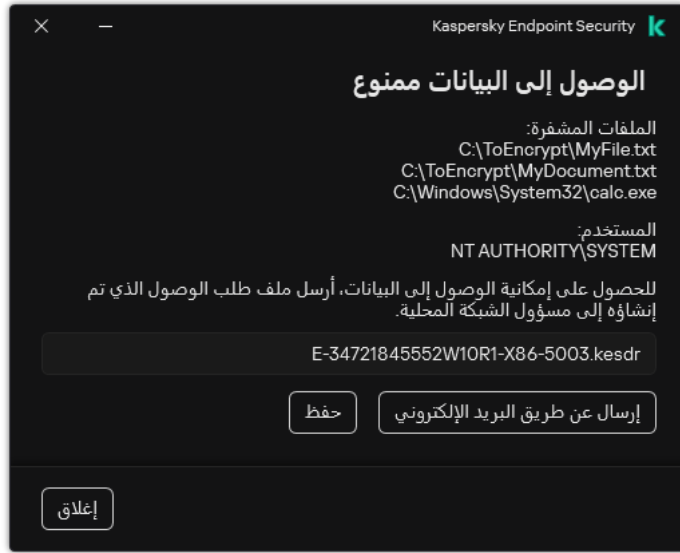 Kaspersky Endpoint Security
الوصول إلى البيانات ممنوع
الملفات المشفرة:
C:\ToEncrypt\MyFile.txt
C:\ToEncrypt\MyDocument.txt
C:\Windows\System32\calc.exe
المستخدم:
NT AUTHORITY\SYSTEM
للحصول على إمكانية الوصول إلى البيانات، أرسل ملف طلب الوصول الذي تم
إنشاؤه إلى مسؤول الشبكة المحلية.
E-34721845552W10R1-X86-5003.kesdr
إرسال عن طريق البريد الإلكتروني
حفظ
إغلاق